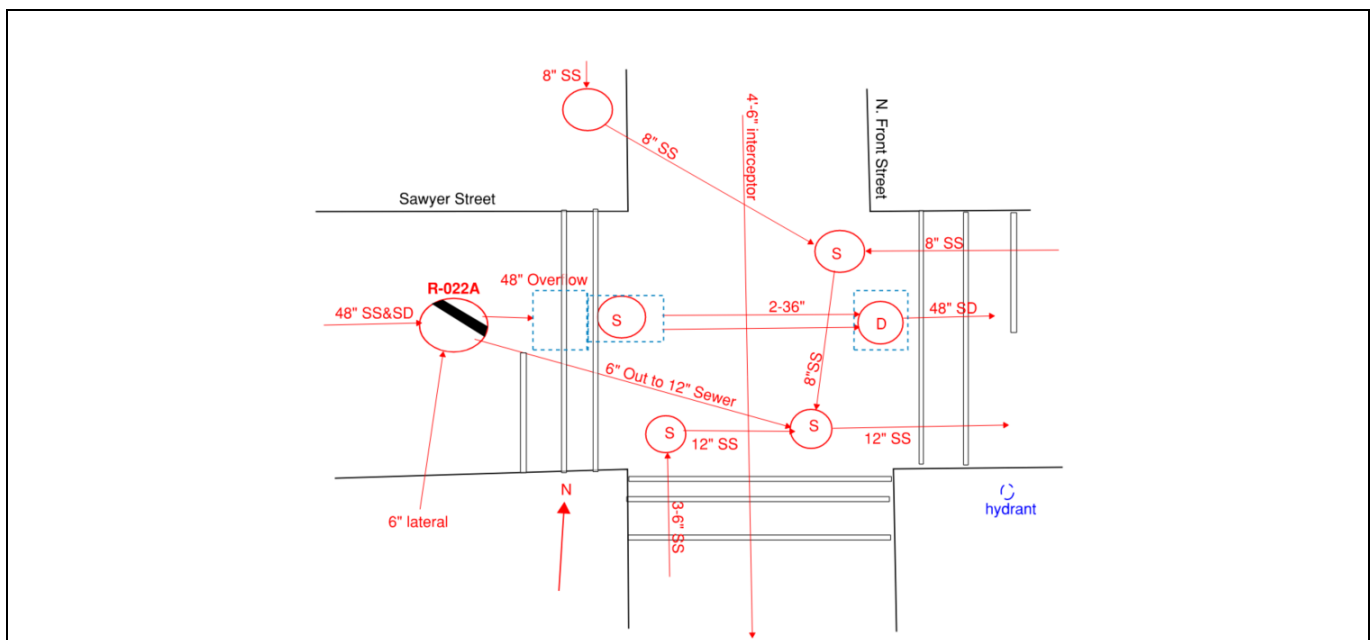 8" SS
8" SS
4'-6" interceptor
N. Front Street
Sawyer Street
S
8" SS
R-022A
48" Overflow
48" SS&SD
S
2-36"
D
48" SD
8"SS
6" Out to 12" Sewer
S
12" SS
S
12" SS
6" lateral
N
3-6" SS
hydrant